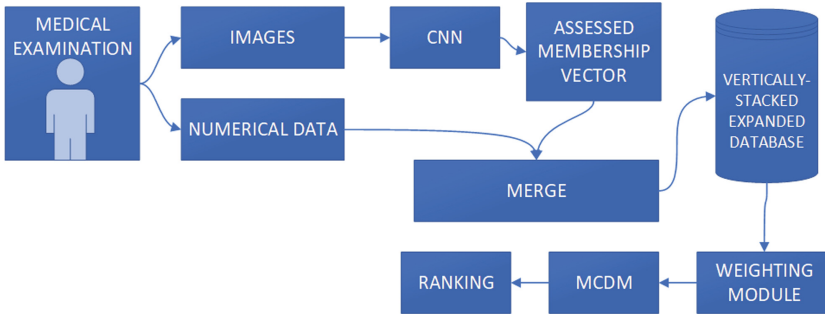 MEDICAL
EXAMINATION
IMAGES
CNN
ASSESSED
MEMBERSHIP
VECTOR
NUMERICAL DATA
MERGE
VERTICALLY-
STACKED
EXPANDED
DATABASE
WEIGHTING
MODULE
MCDM
RANKING